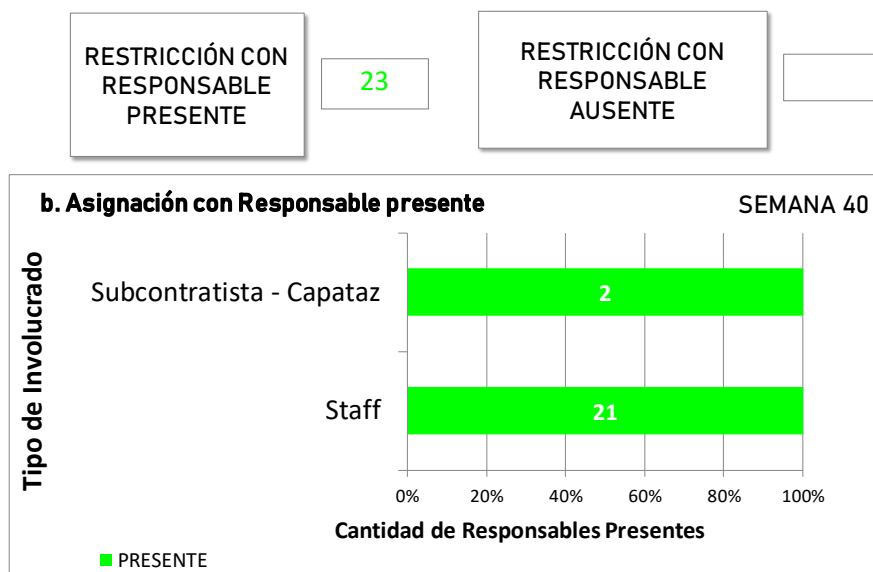 RESTRICCIÓN CON
RESPONSABLE
PRESENTE
23
RESTRICCIÓN CON
RESPONSABLE
AUSENTE
b. Asignación con Responsable presente
SEMANA 40
Tipo de Involucrado
Subcontratista - Capataz
2
Staff
21
0%
20%
40%
60%
80%
100%
Cantidad de Responsables Presentes
PRESENTE